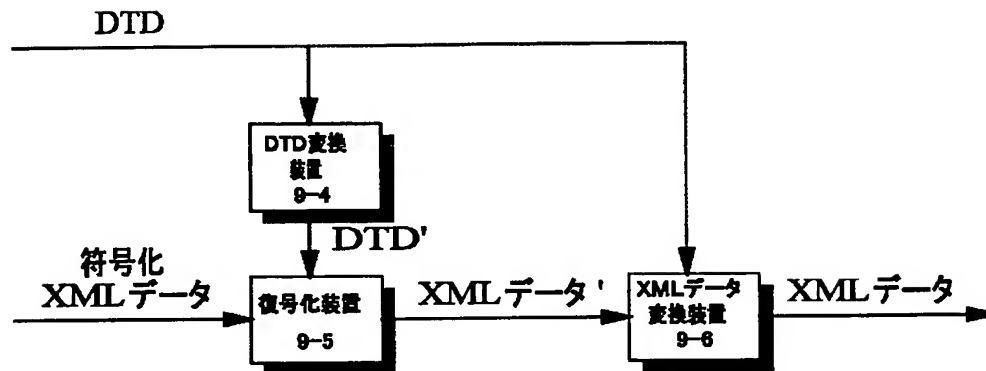 DTD
DTD変換
装置
9-4
DTD'
符号化
XMLデータ
復号化装置
9-5
XMLデータ'
XMLデータ
変換装置
9-6
XMLデータ